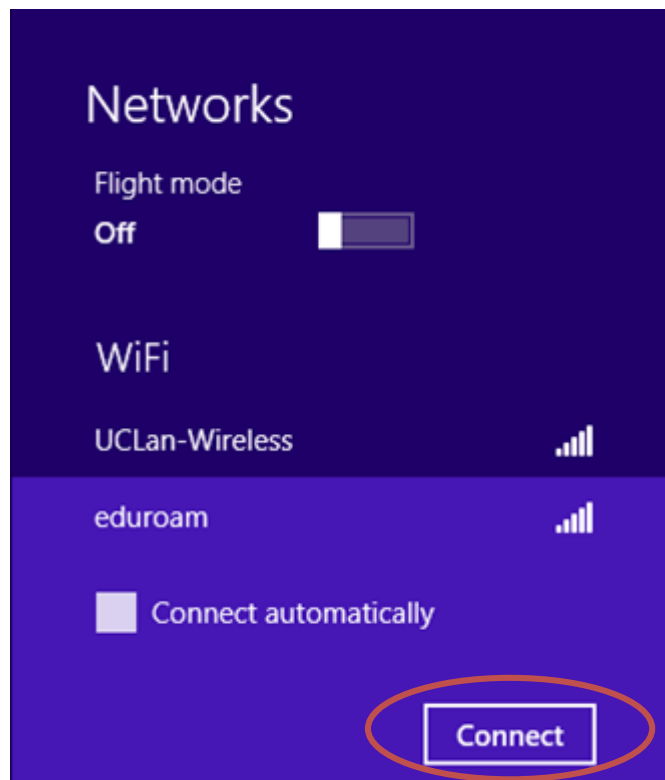 Networks
Flight mode
Off
WiFi
UCLan-Wireless
eduroam
Connect automatically
Connect